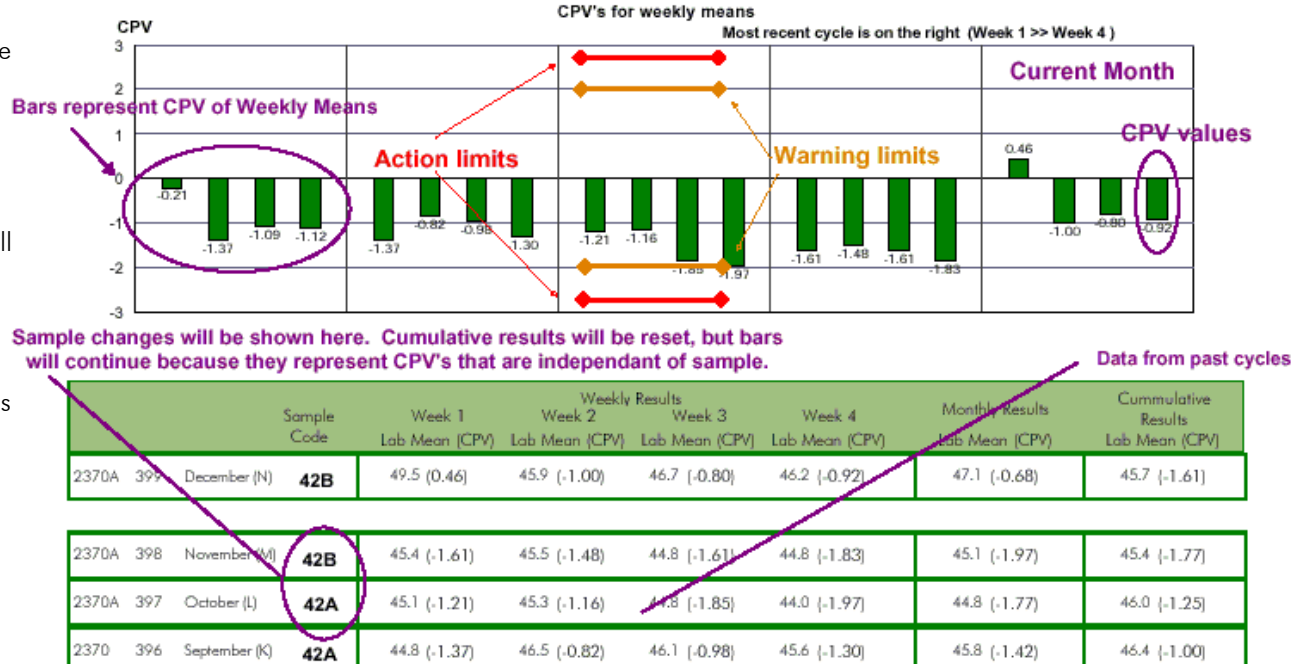 CPV's for weekly means
CPV
Most recent cycle is on the right (Week 1 >> Week 4 )
e
3
Current Month
2
Bars represent CPV of Weekly Means
1
CPV values
Action limits
Warning limits
0.46
0
-0.21
-1.37
-1.09
-1.12
-1.37
-0.82
-0.98
-1.30
-1.21
-1.16
-1.85
-1.97
-1.61
-1.48
-1.61
-1.83
-1.00
-0.80
-0.92
-1
ll
-2
-3
Sample changes will be shown here. Cumulative results will be reset, but bars
will continue because they represent CPV's that are independant of sample.
Data from past cycles
s
Sample
Code
Weekly Results
Week 1 Week 2 Week 3 Week 4
Lab Mean (CPV) Lab Mean (CPV) Lab Mean (CPV) Lab Mean (CPV)
Monthly Results
Lab Mean (CPV)
Cummulative
Results
Lab Mean (CPV)
2370A 399 December (N) 42B 49.5 (0.46) 45.9 (-1.00) 46.7 (-0.80) 46.2 (-0.92) 47.1 (-0.68) 45.7 (-1.61)
2370A 398 November (M) 42B 45.4 (-1.61) 45.5 (-1.48) 44.8 (-1.61) 44.8 (-1.83) 45.1 (-1.97) 45.4 (-1.77)
2370A 397 October (L) 42A 45.1 (-1.21) 45.3 (-1.16) 44.8 (-1.85) 44.0 (-1.97) 44.8 (-1.77) 46.0 (-1.25)
2370 396 September (K) 42A 44.8 (-1.37) 46.5 (-0.82) 46.1 (-0.98) 45.6 (-1.30) 45.8 (-1.42) 46.4 (-1.00)